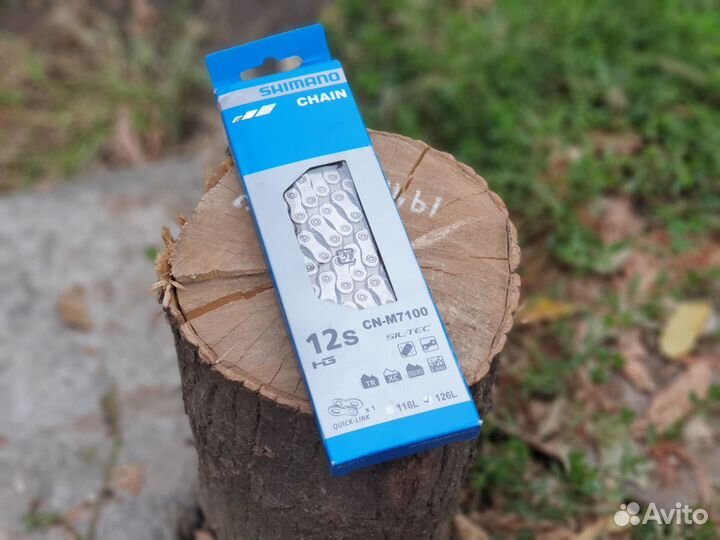 SHIMANO
CHAIN
12s CN-M7100
HG SIL-TEC
TR XC
QUICK-LINK x 1 116L 126L
Avito